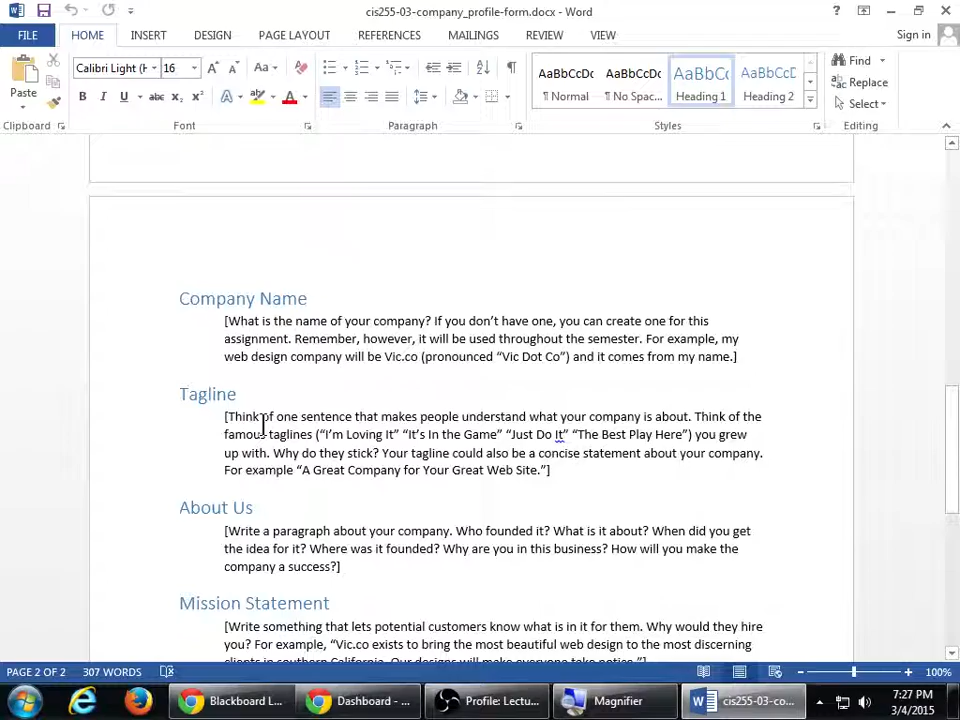 cis255-03-company_profile-form.docx - Word
FILE HOME INSERT DESIGN PAGE LAYOUT REFERENCES MAILINGS REVIEW VIEW Sign in
Paste
Calibri Light (H 16 Aa
B I U abc x₂ x² A A
AaBbCcDc AaBbCcDc AaBbCc AaBbCcD
¶ Normal ¶ No Spac... Heading 1 Heading 2
Find
Replace
Select
Clipboard Font Paragraph Styles Editing
Company Name
[What is the name of your company? If you don’t have one, you can create one for this
assignment. Remember, however, it will be used throughout the semester. For example, my
web design company will be Vic.co (pronounced “Vic Dot Co”) and it comes from my name.]
Tagline
[Think of one sentence that makes people understand what your company is about. Think of the
famous taglines (“I’m Loving It” “It’s In the Game” “Just Do It” “The Best Play Here”) you grew
up with. Why do they stick? Your tagline could also be a concise statement about your company.
For example “A Great Company for Your Great Web Site.”]
About Us
[Write a paragraph about your company. Who founded it? What is it about? When did you get
the idea for it? Where was it founded? Why are you in this business? How will you make the
company a success?]
Mission Statement
[Write something that lets potential customers know what is in it for them. Why would they hire
you? For example, “Vic.co exists to bring the most beautiful web design to the most discerning
clients in southern California. Our designs will make everyone take notice.”]
PAGE 2 OF 2 307 WORDS 100%
Blackboard L... Dashboard - ... Profile: Lectu... Magnifier cis255-03-co...
7:27 PM
3/4/2015